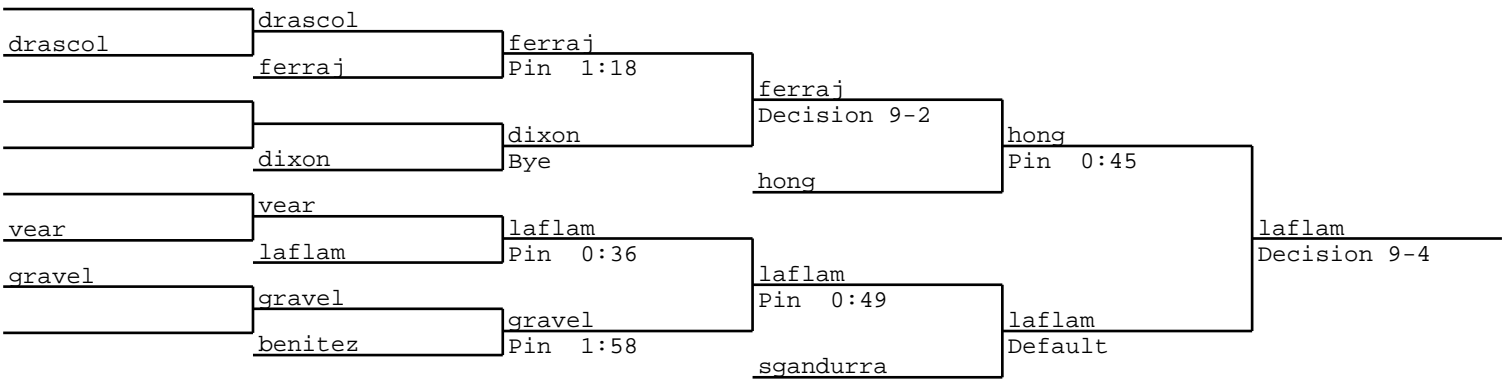 drascol
drascol
ferraj
ferraj
Pin 1:18
ferraj
Decision 9-2
dixon
dixon
Bye
hong
Pin 0:45
hong
vear
vear
laflam
laflam
Pin 0:36
laflam
Decision 9-4
gravel
gravel
laflam
Pin 0:49
benitez
gravel
Pin 1:58
laflam
Default
sgandurra